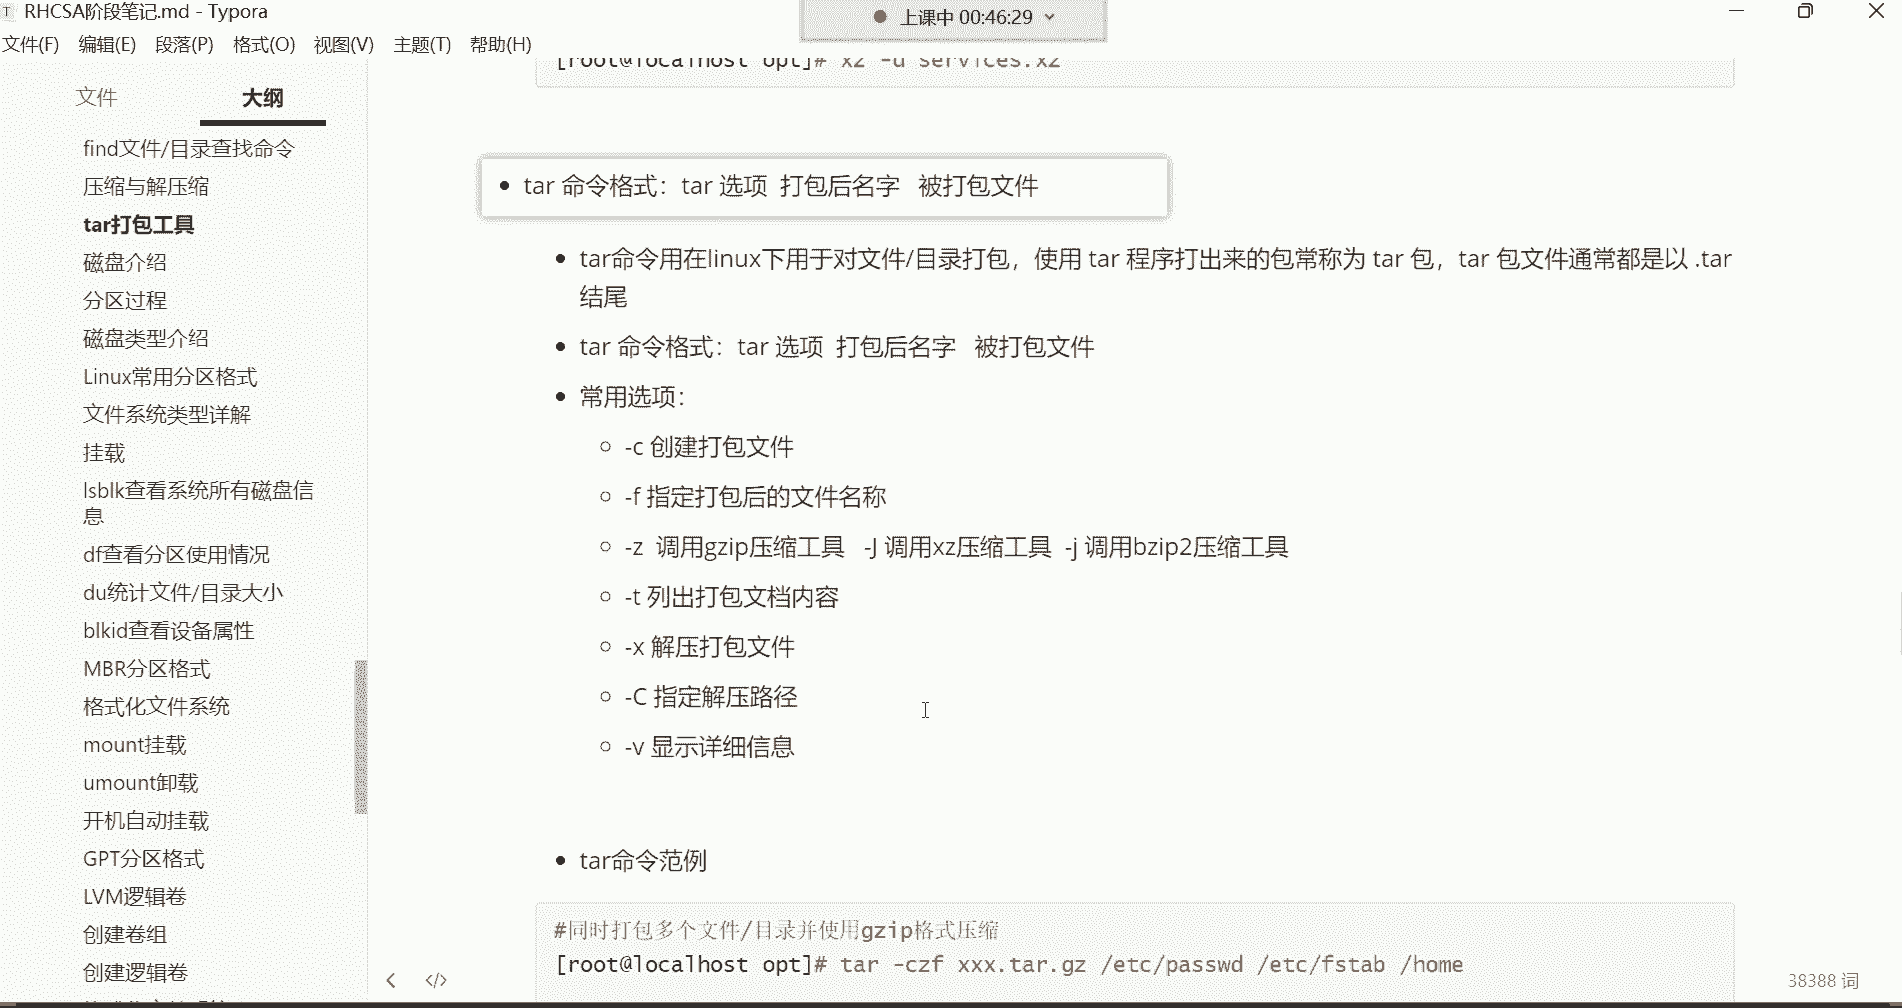 RHCSA阶段笔记.md - Typora
上课中 00:46:29
文件(F) 编辑(E) 段落(P) 格式(O) 视图(V) 主题(T) 帮助(H)
文件 大纲
find文件/目录查找命令
压缩与解压缩
tar打包工具
磁盘介绍
分区过程
磁盘类型介绍
Linux常用分区格式
文件系统类型详解
挂载
lsblk查看系统所有磁盘信
息
df查看分区使用情况
du统计文件/目录大小
blkid查看设备属性
MBR分区格式
格式化文件系统
mount挂载
umount卸载
开机自动挂载
GPT分区格式
LVM逻辑卷
创建卷组
创建逻辑卷
[root@localhost opt]# xz -d services.xz
tar 命令格式：tar 选项 打包后名字 被打包文件
tar命令用在linux下用于对文件/目录打包，使用 tar 程序打出来的包常称为 tar 包，tar 包文件通常都是以 .tar
结尾
tar 命令格式：tar 选项 打包后名字 被打包文件
常用选项：
-c 创建打包文件
-f 指定打包后的文件名称
-z 调用gzip压缩工具 -J 调用xz压缩工具 -j 调用bzip2压缩工具
-t 列出打包文档内容
-x 解压打包文件
-C 指定解压路径
-v 显示详细信息
tar命令范例
#同时打包多个文件/目录并使用gzip格式压缩
[root@localhost opt]# tar -czf xxx.tar.gz /etc/passwd /etc/fstab /home
38388 词